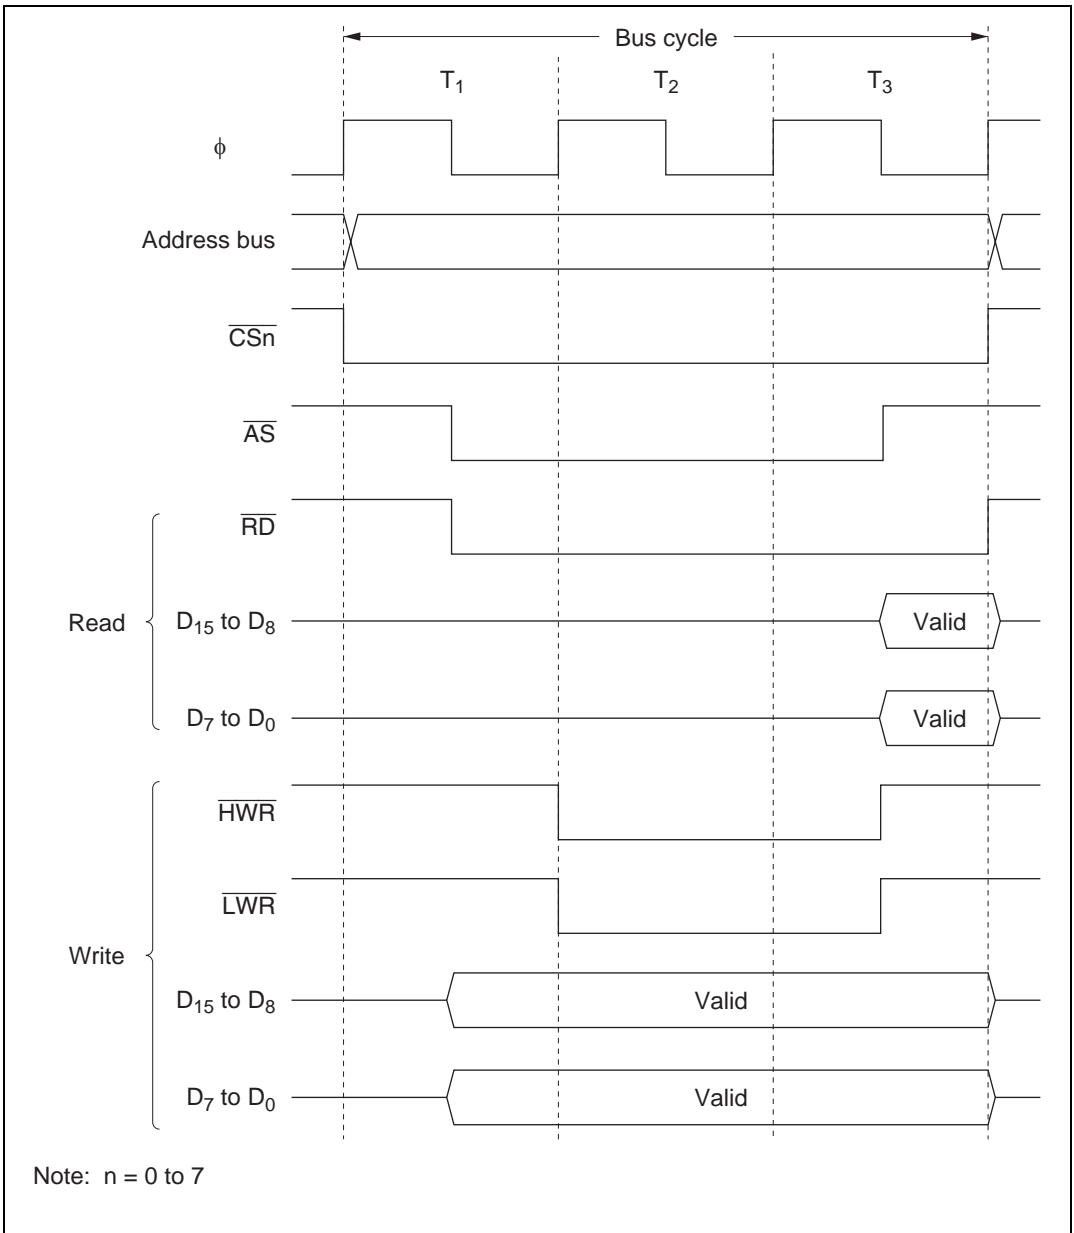 Bus cycle
T1 T2 T3
ϕ
Address bus
CSn
AS
RD
Read
D15 to D8 Valid
D7 to D0 Valid
HWR
LWR
Write
D15 to D8 Valid
D7 to D0 Valid
Note: n = 0 to 7